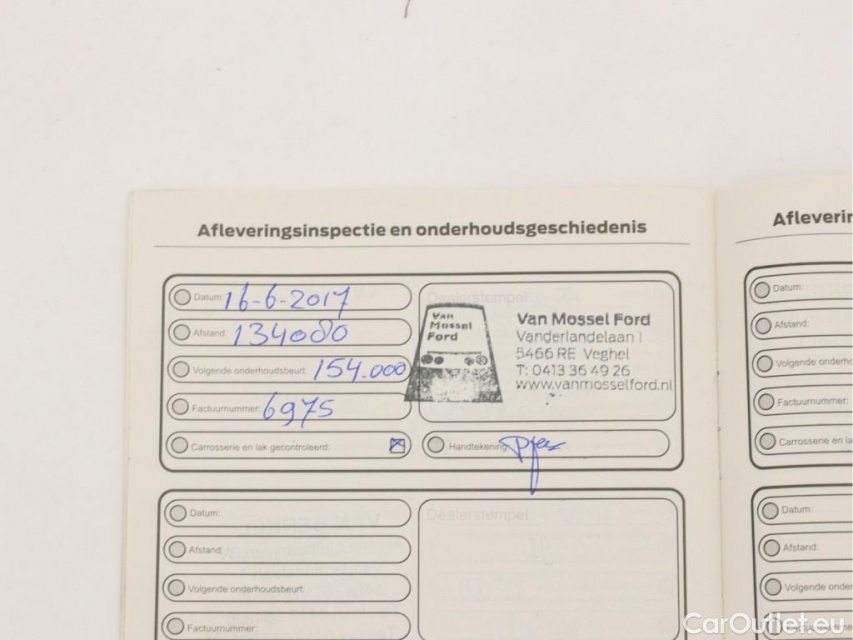 Afleveringsinspectie en onderhoudsgeschiedenis
Datum: 16-6-2017
Afstand: 134080
Volgende onderhoudsbeurt: 154.000
Factuurnummer: 6975
Carrosserie en lak gecontroleerd:
Dealerstempel
Van
Mossel
Ford
Van Mossel Ford
Vanderlandelaan 1
5466 RE Veghel
T: 0413 36 49 26
www.vanmosselford.nl
Handtekening
Datum:
Afstand:
Volgende onderhoudsbeurt:
Factuurnummer:
Dealerstempel
Afleverin
Datum:
Afstand:
Volgende onderho
Factuurnummer:
Carrosserie en la
Datum:
Afstand:
Volgende onder
CarOutlet.eu